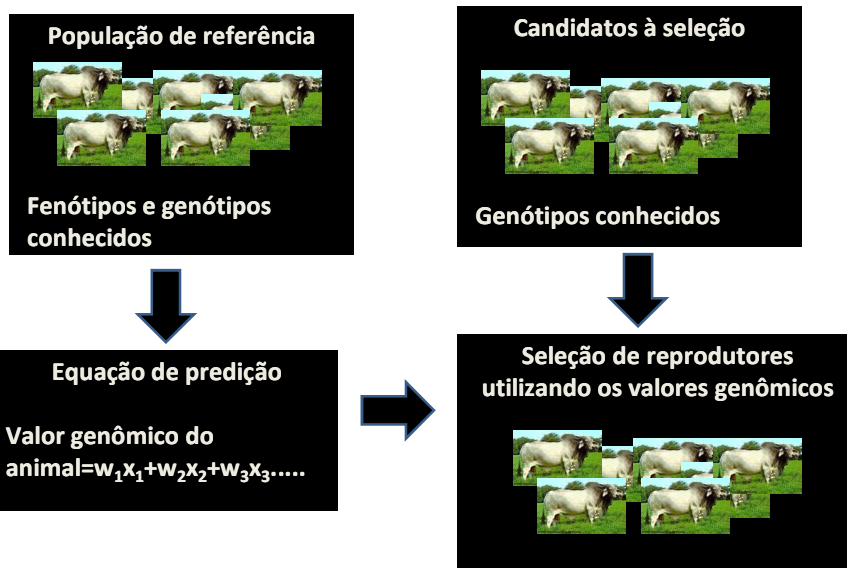 População de referência
Fenótipos e genótipos
conhecidos
Candidatos à seleção
Genótipos conhecidos
Equação de predição
Valor genômico do
animal=w₁x₁+w₂x₂+w₃x₃.....
Seleção de reprodutores
utilizando os valores genômicos